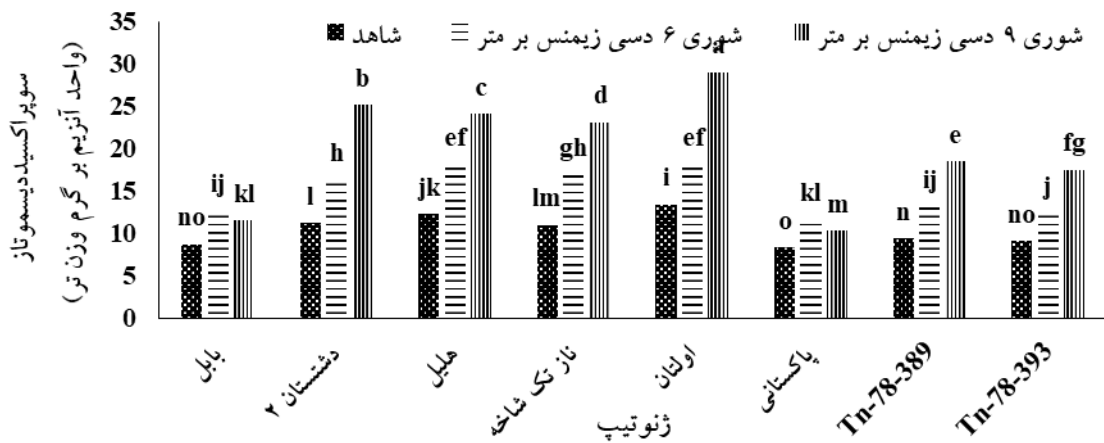 شاهد
شوری ۶ دسی زیمنس بر متر
شوری ۹ دسی زیمنس بر متر
سوپراکسیددیسموتاز
(واحد آنزیم بر گرم وزن تر)
35
30
25
20
15
10
5
0
no ij kl
l h b
jk ef c
lm gh d
i ef a
o kl m
n ij e
no j fg
بابل
دشتستان ۲
هلیل
ناز تک شاخه
اولتان
پاکستانی
Tn-78-389
Tn-78-393
ژنوتیپ